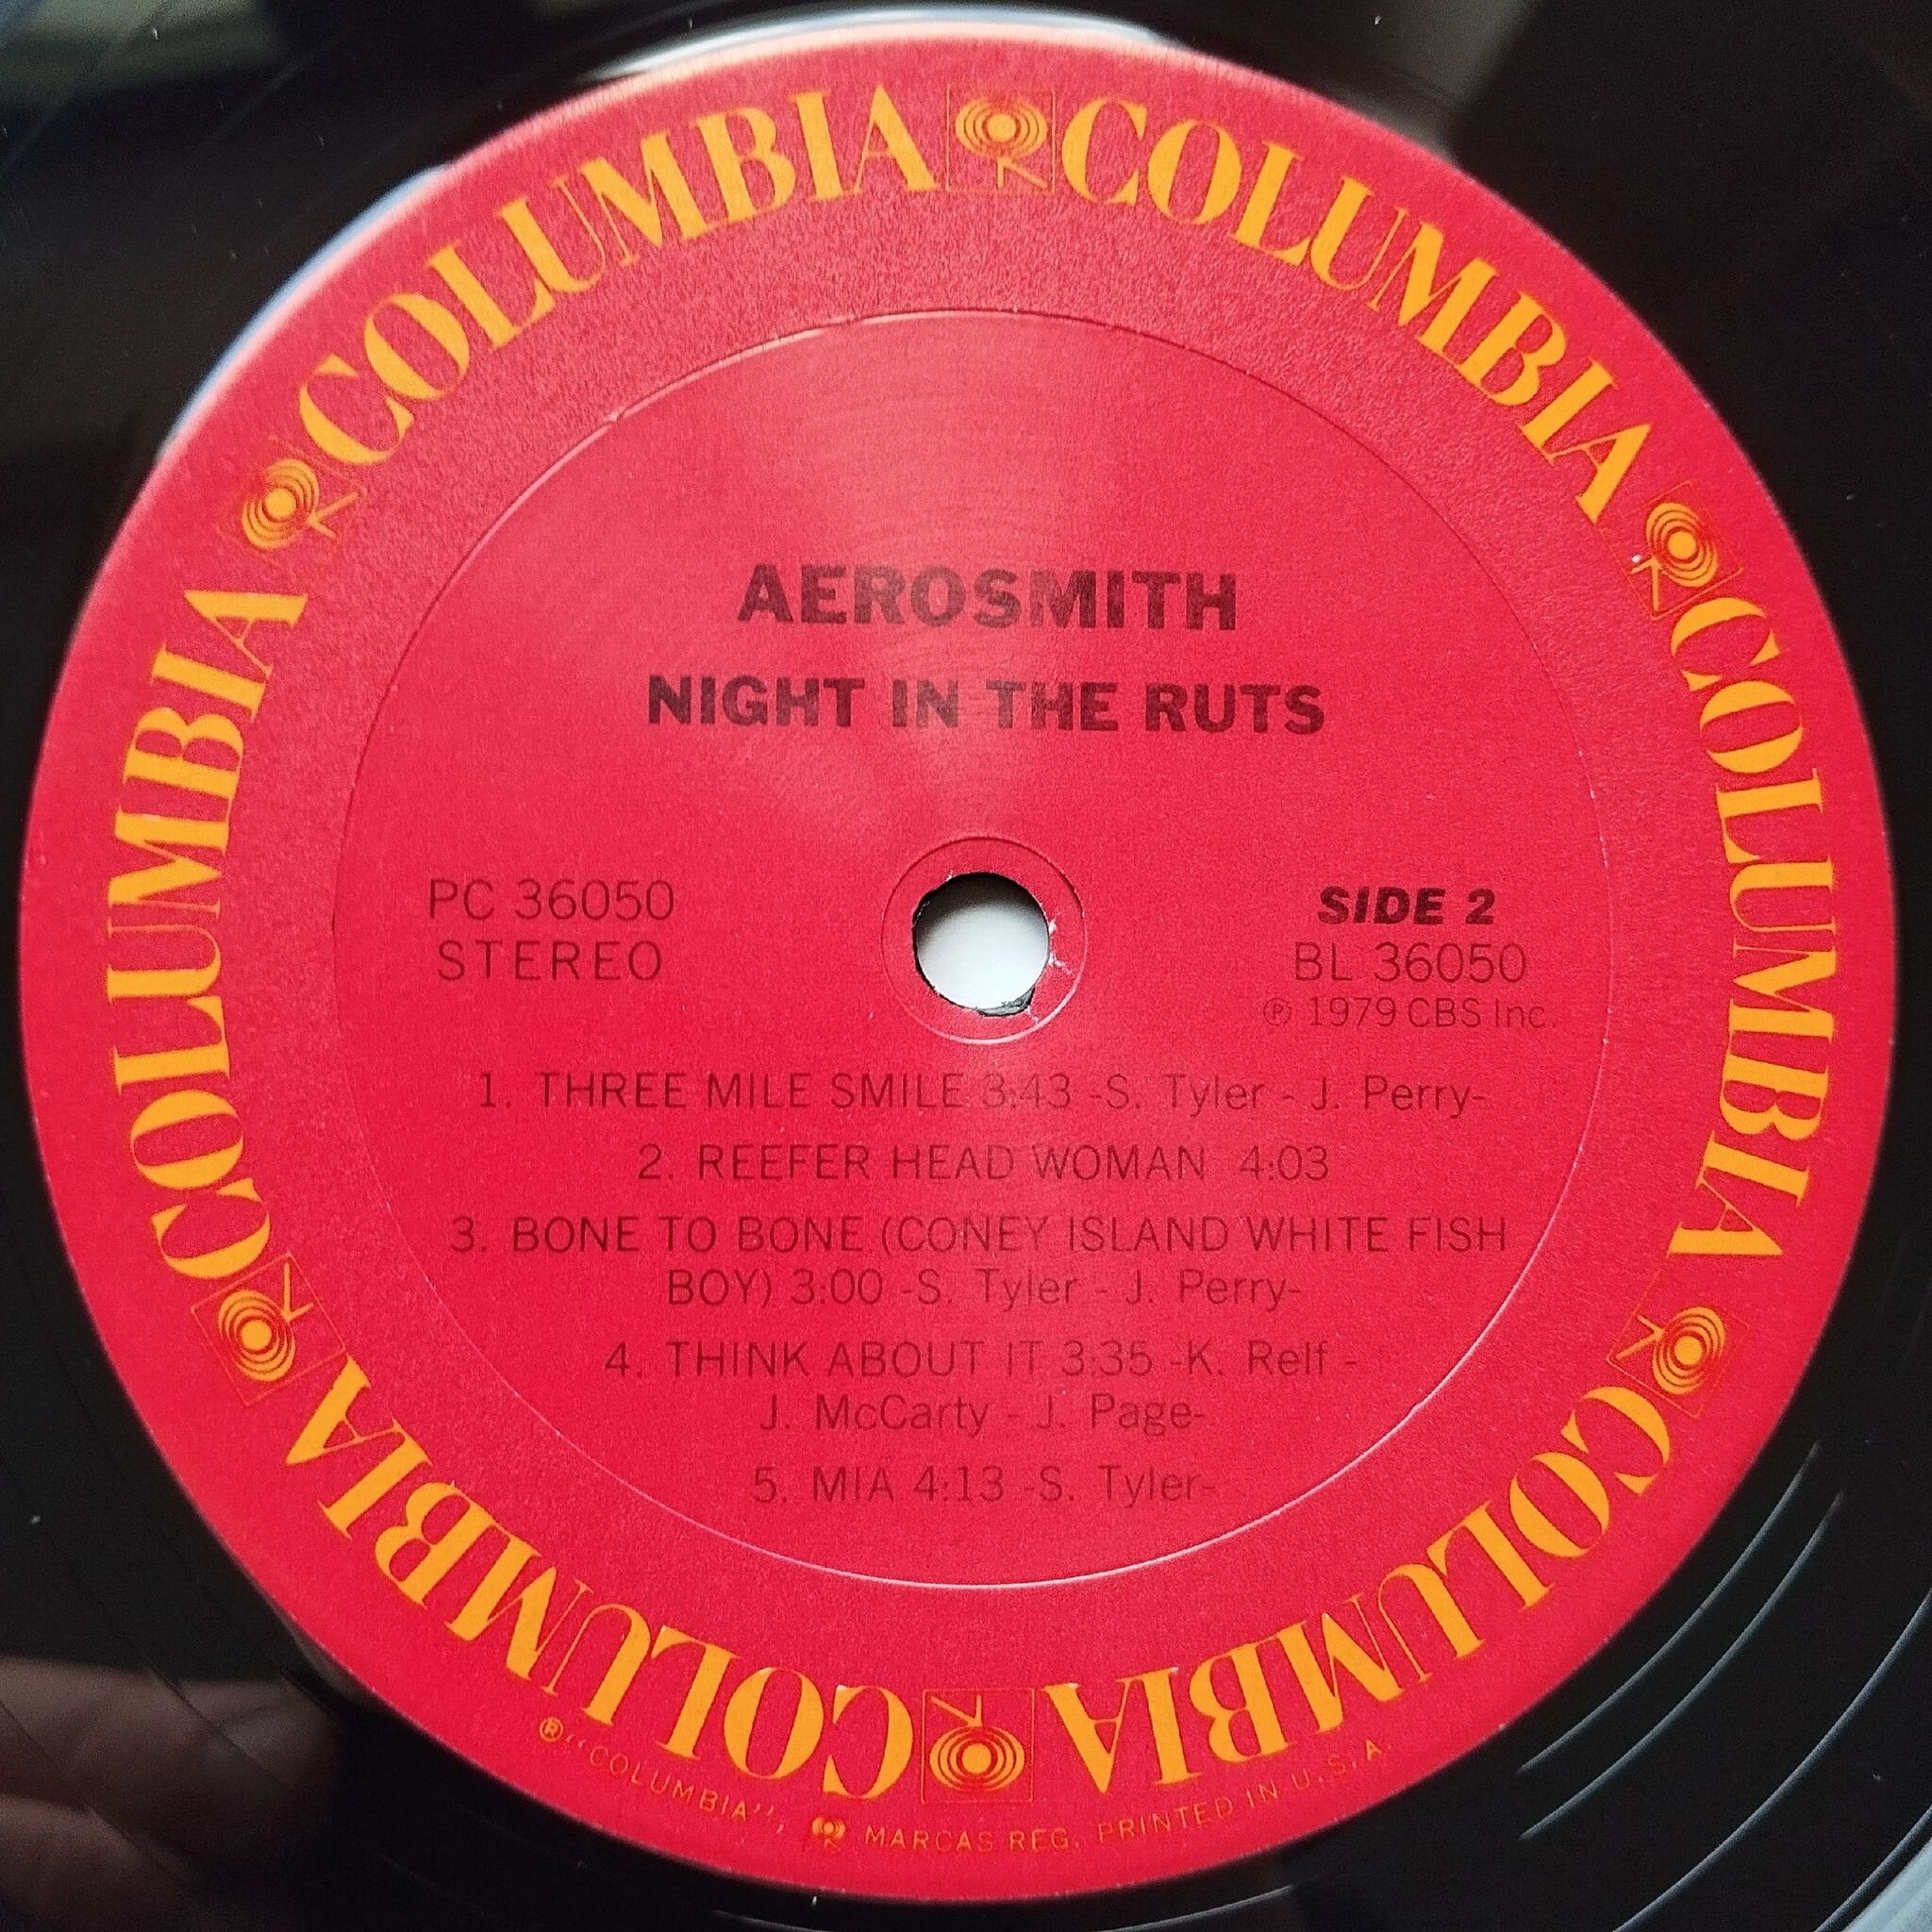 COLUMBIA COLUMBIA COLUMBIA COLUMBIA COLUMBIA COLUMBIA
AEROSMITH
NIGHT IN THE RUTS
PC 36050
STEREO
SIDE 2
BL 36050
℗ 1979 CBS Inc.
1. THREE MILE SMILE 3:43 -S. Tyler - J. Perry-
2. REEFER HEAD WOMAN 4:03
3. BONE TO BONE (CONEY ISLAND WHITE FISH
BOY) 3:00 -S. Tyler - J. Perry-
4. THINK ABOUT IT 3:35 -K. Relf -
J. McCarty - J. Page-
5. MIA 4:13 -S. Tyler-
® "COLUMBIA", MARCAS REG. PRINTED IN U.S.A.